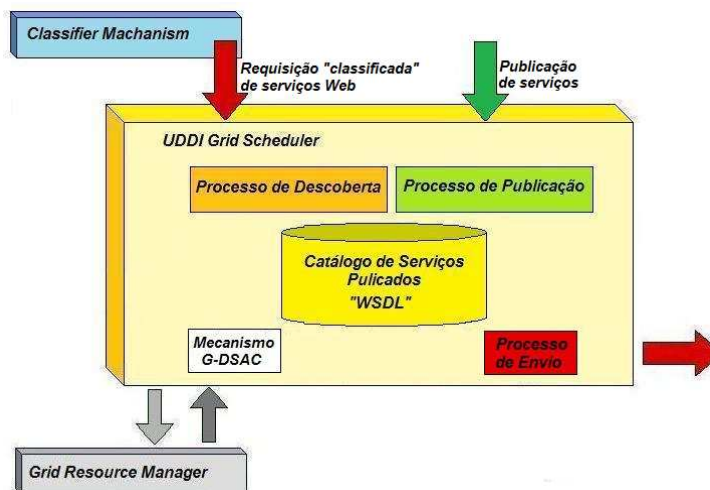 Classifier Machanism
Requisição "classificada"
de serviços Web
Publicação
de serviços
UDDI Grid Scheduler
Processo de Descoberta
Processo de Publicação
Catálogo de Serviços
Pulicados
"WSDL"
Mecanismo
G-DSAC
Processo
de Envio
Grid Resource Manager